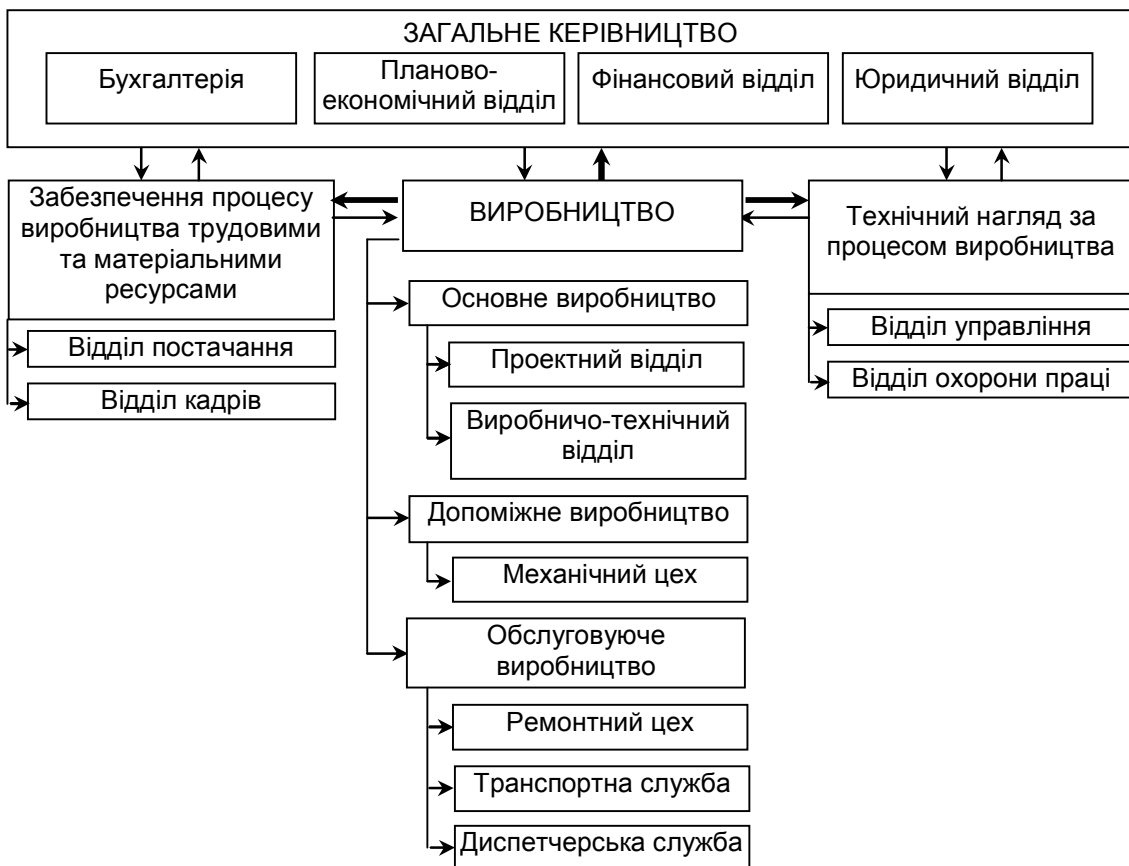 ЗАГАЛЬНЕ КЕРІВНИЦТВО
Бухгалтерія
Планово-
економічний відділ
Фінансовий відділ
Юридичний відділ
Забезпечення процесу
виробництва трудовими
та матеріальними
ресурсами
ВИРОБНИЦТВО
Технічний нагляд за
процесом виробництва
Відділ постачання
Відділ кадрів
Основне виробництво
Проектний відділ
Виробничо-технічний
відділ
Допоміжне виробництво
Механічний цех
Обслуговуюче
виробництво
Ремонтний цех
Транспортна служба
Диспетчерська служба
Відділ управління
Відділ охорони праці